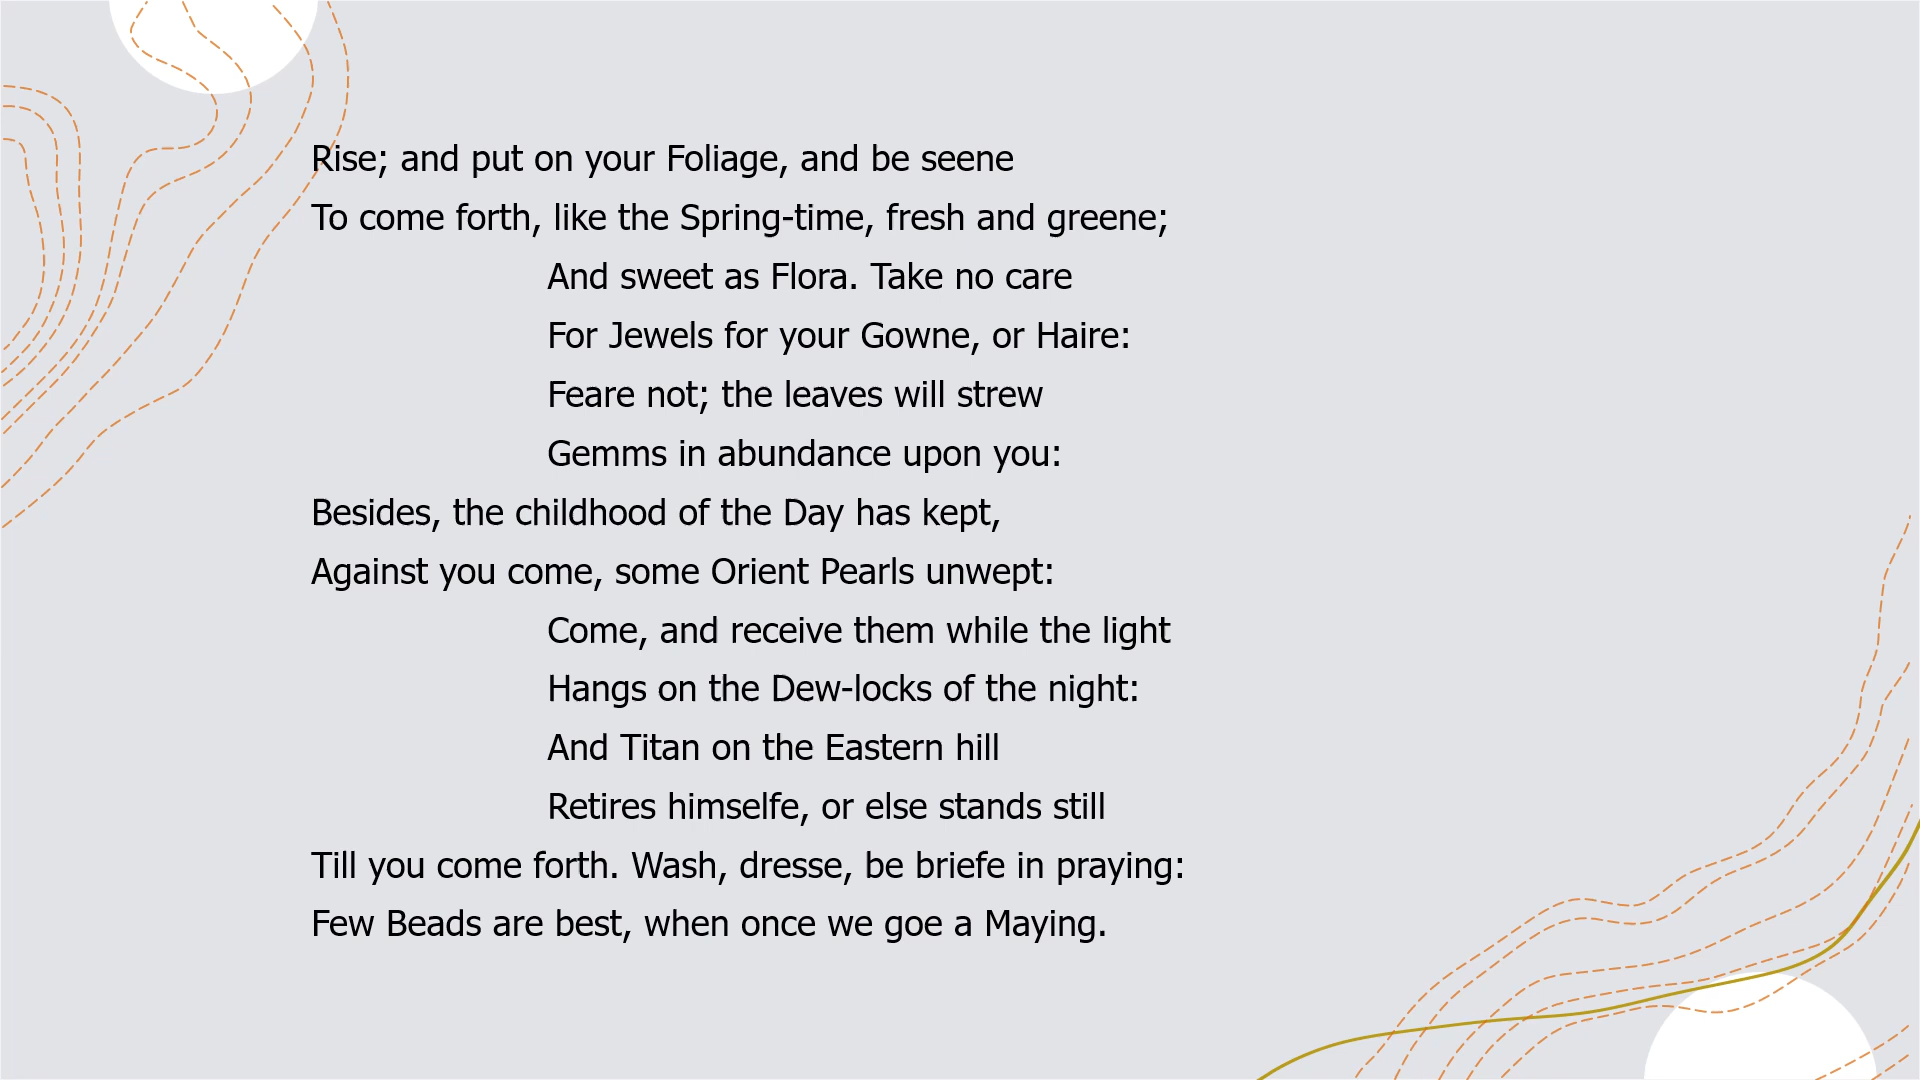 Rise; and put on your Foliage, and be seene
To come forth, like the Spring-time, fresh and greene;
And sweet as Flora. Take no care
For Jewels for your Gowne, or Haire:
Feare not; the leaves will strew
Gemms in abundance upon you:
Besides, the childhood of the Day has kept,
Against you come, some Orient Pearls unwept:
Come, and receive them while the light
Hangs on the Dew-locks of the night:
And Titan on the Eastern hill
Retires himselfe, or else stands still
Till you come forth. Wash, dresse, be briefe in praying:
Few Beads are best, when once we goe a Maying.